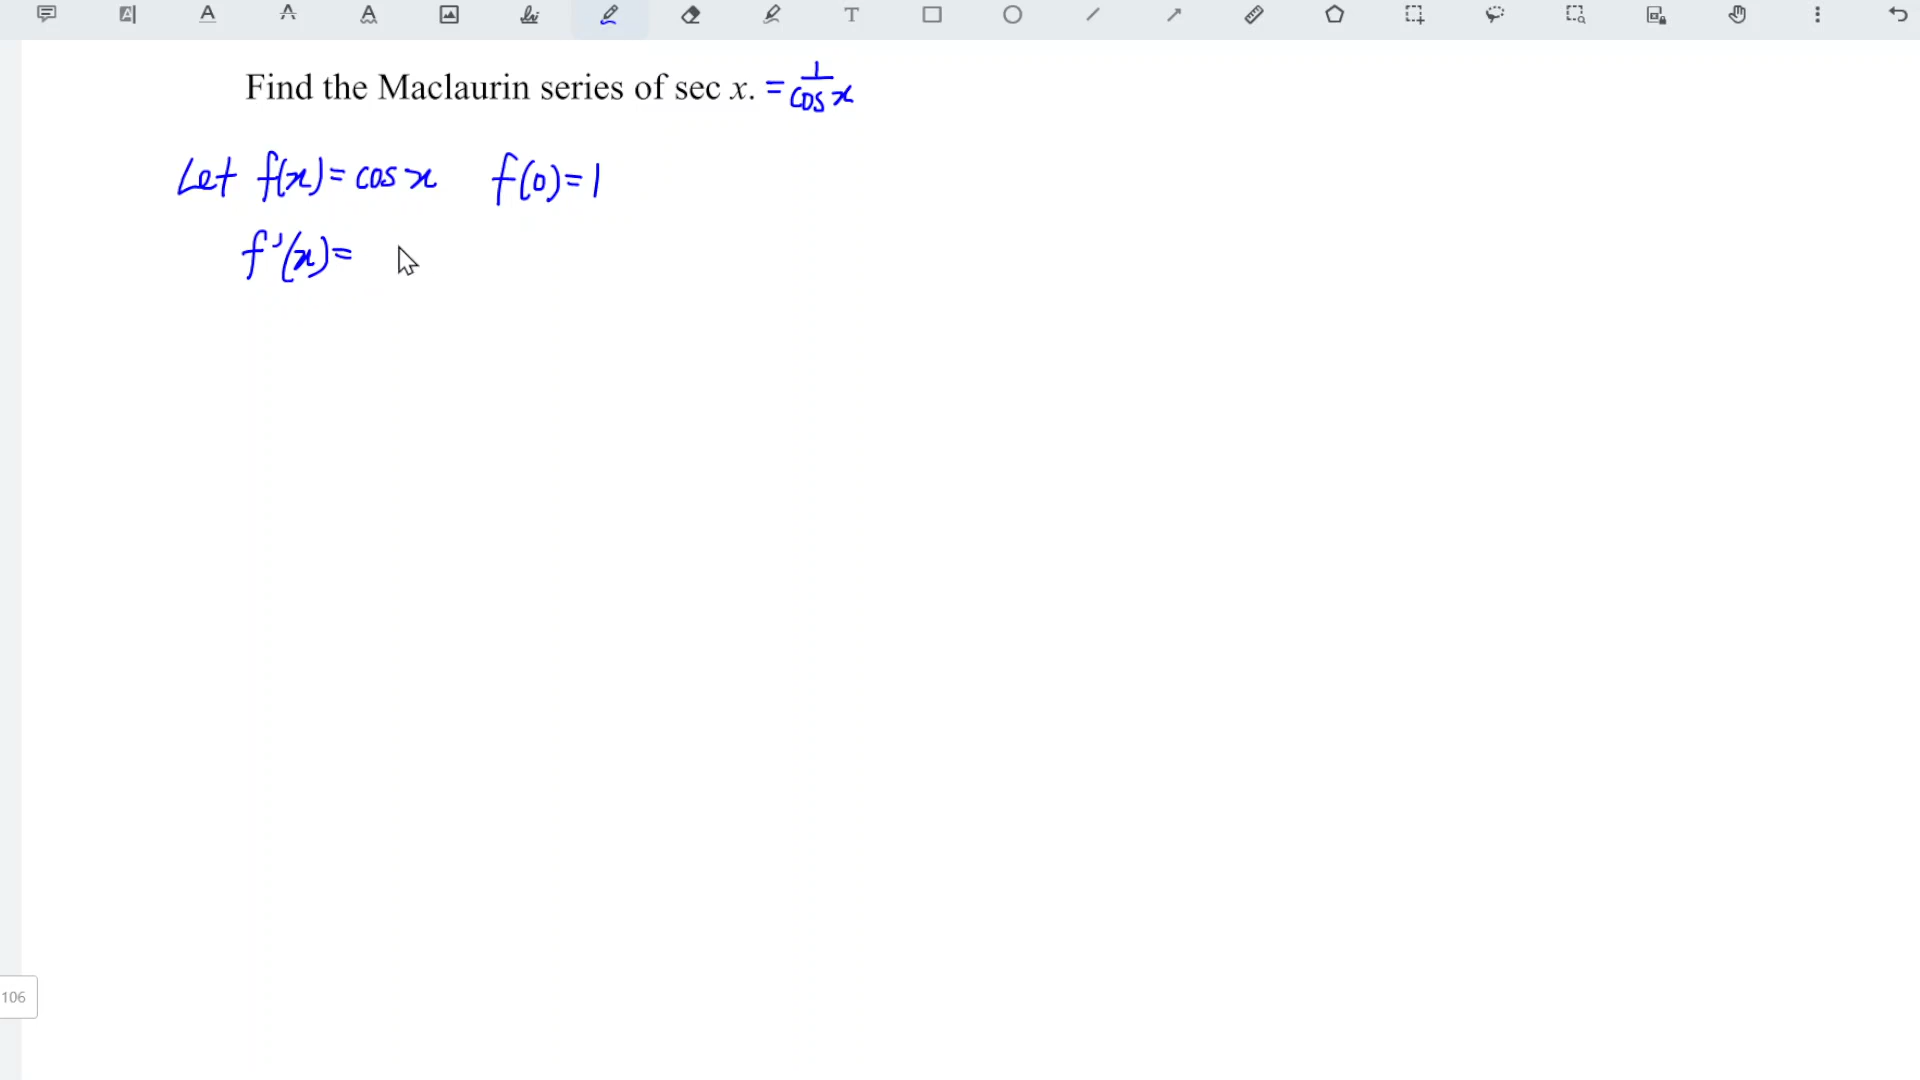 Find the Maclaurin series of sec x. = 1/cos x
Let f(x) = cos x f(0) = 1
f'(x) =
106